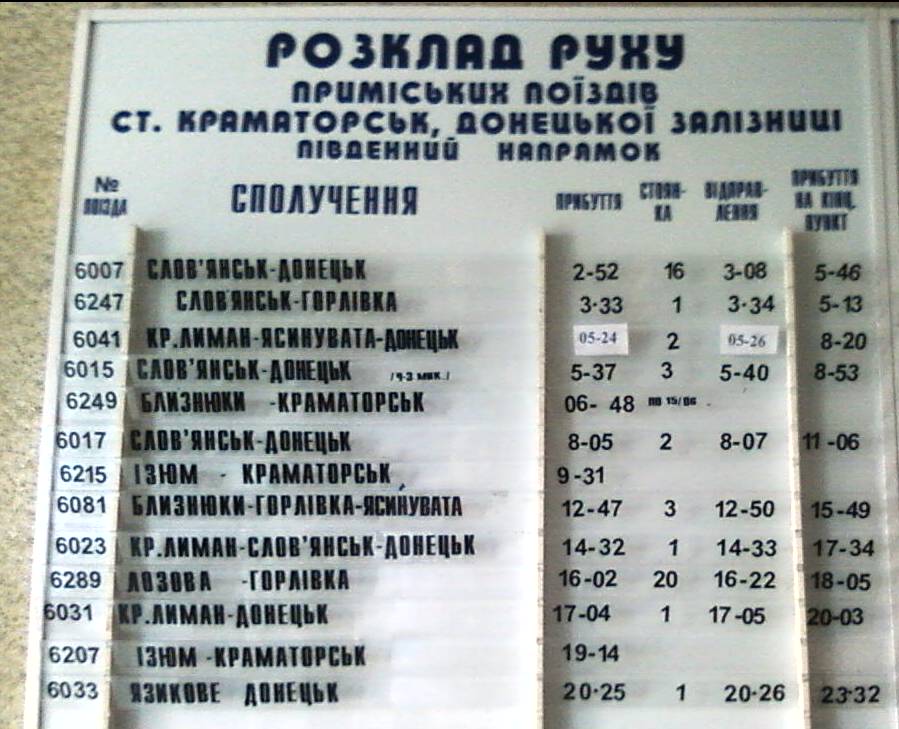 РОЗКЛАД РУХУ
ПРИМІСЬКИХ ПОЇЗДІВ
СТ. КРАМАТОРСЬК, ДОНЕЦЬКОЇ ЗАЛІЗНИЦІ
ПІВДЕННИЙ НАПРЯМОК
№ ПОЇЗДА СПОЛУЧЕННЯ ПРИБУТТЯ СТОЯН-КА ВІДПРАВ-ЛЕННЯ ПРИБУТТЯ НА КІНЦ. ПУНКТ
6007 СЛОВ'ЯНСЬК-ДОНЕЦЬК 2-52 16 3-08 5-46
6247 СЛОВ'ЯНСЬК-ГОРЛІВКА 3·33 1 3·34 5-13
6041 КР.ЛИМАН-ЯСИНУВАТА-ДОНЕЦЬК 05-24 2 05-26 8-20
6015 СЛОВ'ЯНСЬК-ДОНЕЦЬК /Ч-З МИК./ 5-37 3 5-40 8-53
6249 БЛИЗНЮКИ -КРАМАТОРСЬК 06- 48 ПО 15/06
6017 СЛОВ'ЯНСЬК-ДОНЕЦЬК 8-05 2 8-07 11-06
6215 ІЗЮМ - КРАМАТОРСЬК 9-31
6081 БЛИЗНЮКИ-ГОРЛІВКА-ЯСИНУВАТА 12-47 3 12-50 15-49
6023 КР.ЛИМАН-СЛОВ'ЯНСЬК-ДОНЕЦЬК 14-32 1 14-33 17-34
6289 ЛОЗОВА -ГОРЛІВКА 16-02 20 16-22 18-05
6031 КР.ЛИМАН-ДОНЕЦЬК 17-04 1 17-05 20-03
6207 ІЗЮМ -КРАМАТОРСЬК 19-14
6033 ЯЗИКОВЕ ДОНЕЦЬК 20·25 1 20-26 23·32